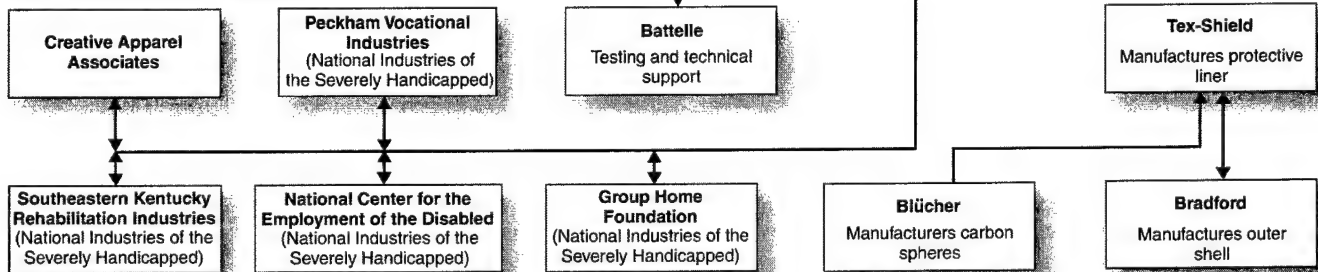 Creative Apparel
Associates
Peckham Vocational
Industries
(National Industries of
the Severely Handicapped)
Battelle
Testing and technical
support
Tex-Shield
Manufactures protective
liner
Southeastern Kentucky
Rehabilitation Industries
(National Industries of the
Severely Handicapped)
National Center for the
Employment of the Disabled
(National Industries of the
Severely Handicapped)
Group Home
Foundation
(National Industries of the
Severely Handicapped)
Blücher
Manufacturers carbon
spheres
Bradford
Manufactures outer
shell